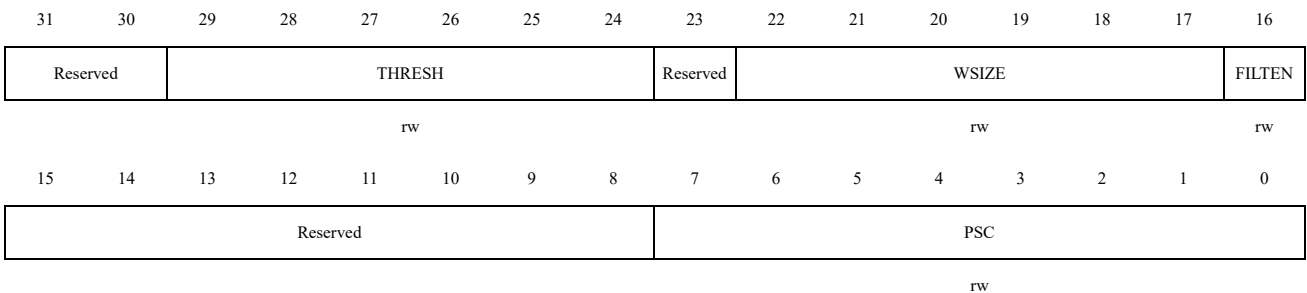 31 30 29 28 27 26 25 24 23 22 21 20 19 18 17 16
Reserved THRESH Reserved WSIZE FILTEN
rw rw rw
15 14 13 12 11 10 9 8 7 6 5 4 3 2 1 0
Reserved PSC
rw